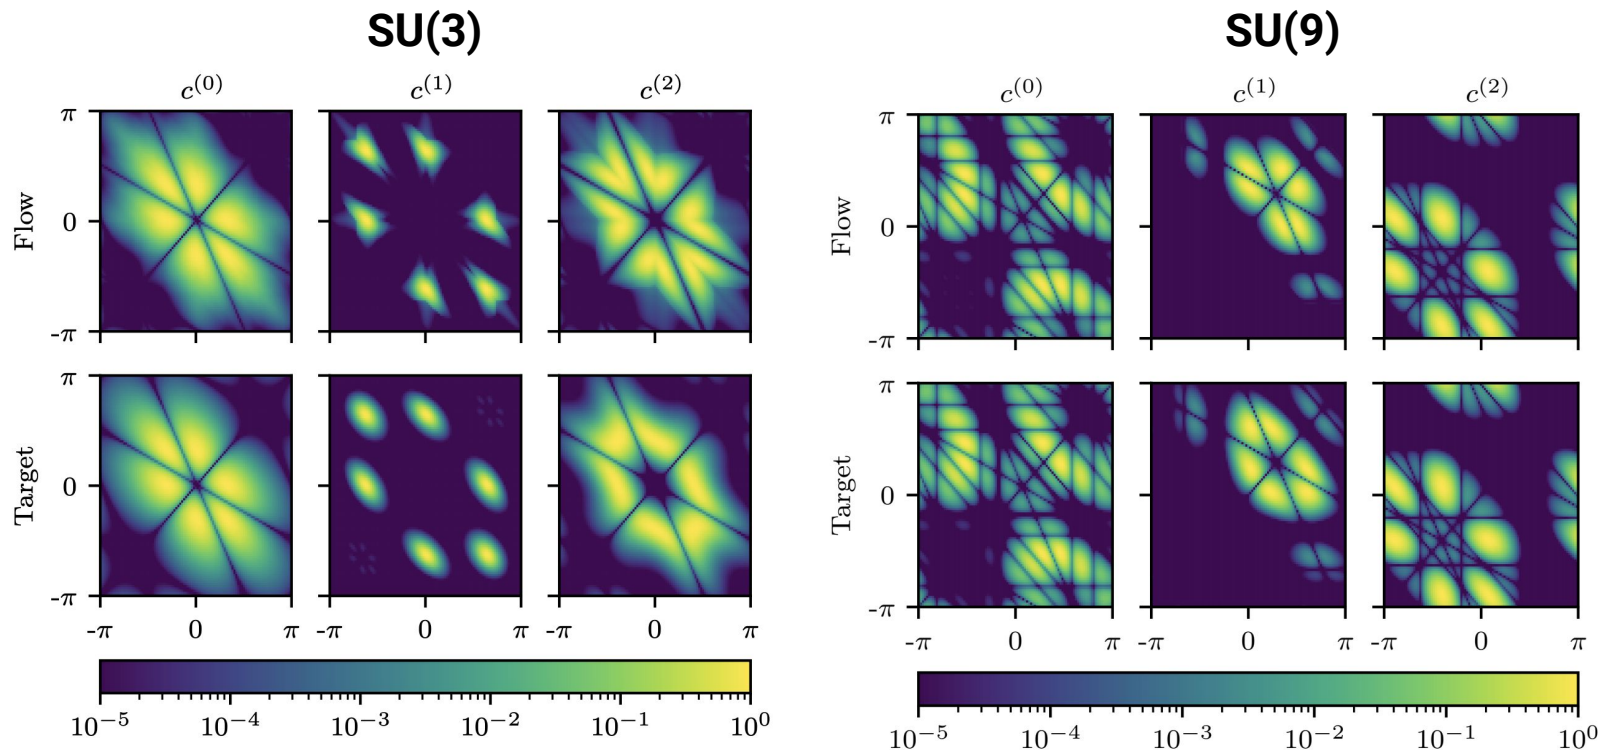 SU(3) SU(9)
c^(0) c^(1) c^(2) c^(0) c^(1) c^(2)
π π
Flow 0 Flow 0
-π -π
π π
Target 0 Target 0
-π -π
-π 0 π -π 0 π -π 0 π -π 0 π -π 0 π -π 0 π
10^-5 10^-4 10^-3 10^-2 10^-1 10^0 10^-5 10^-4 10^-3 10^-2 10^-1 10^0